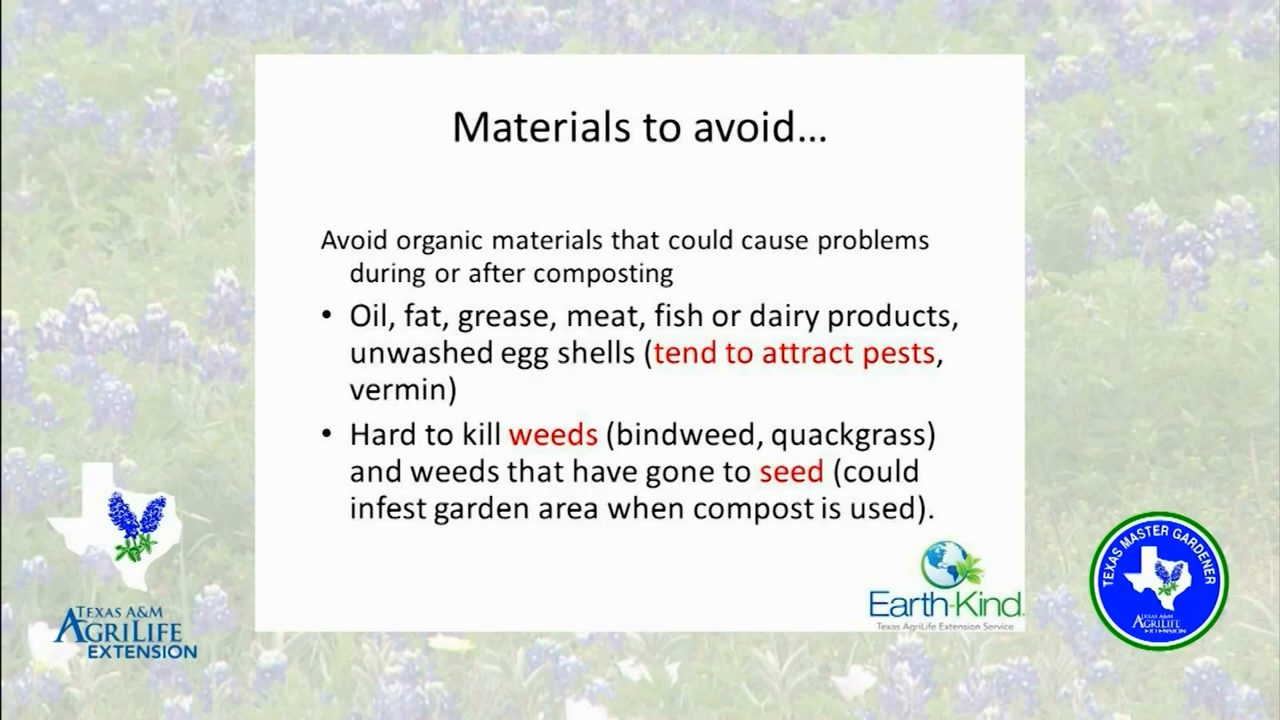 Materials to avoid...
Avoid organic materials that could cause problems
during or after composting
• Oil, fat, grease, meat, fish or dairy products,
unwashed egg shells (tend to attract pests,
vermin)
• Hard to kill weeds (bindweed, quackgrass)
and weeds that have gone to seed (could
infest garden area when compost is used).
Earth-Kind.
Texas AgriLife Extension Service
TEXAS A&M
AGRILIFE
EXTENSION
TEXAS MASTER GARDENER
TEXAS A&M
AGRILIFE
EXTENSION